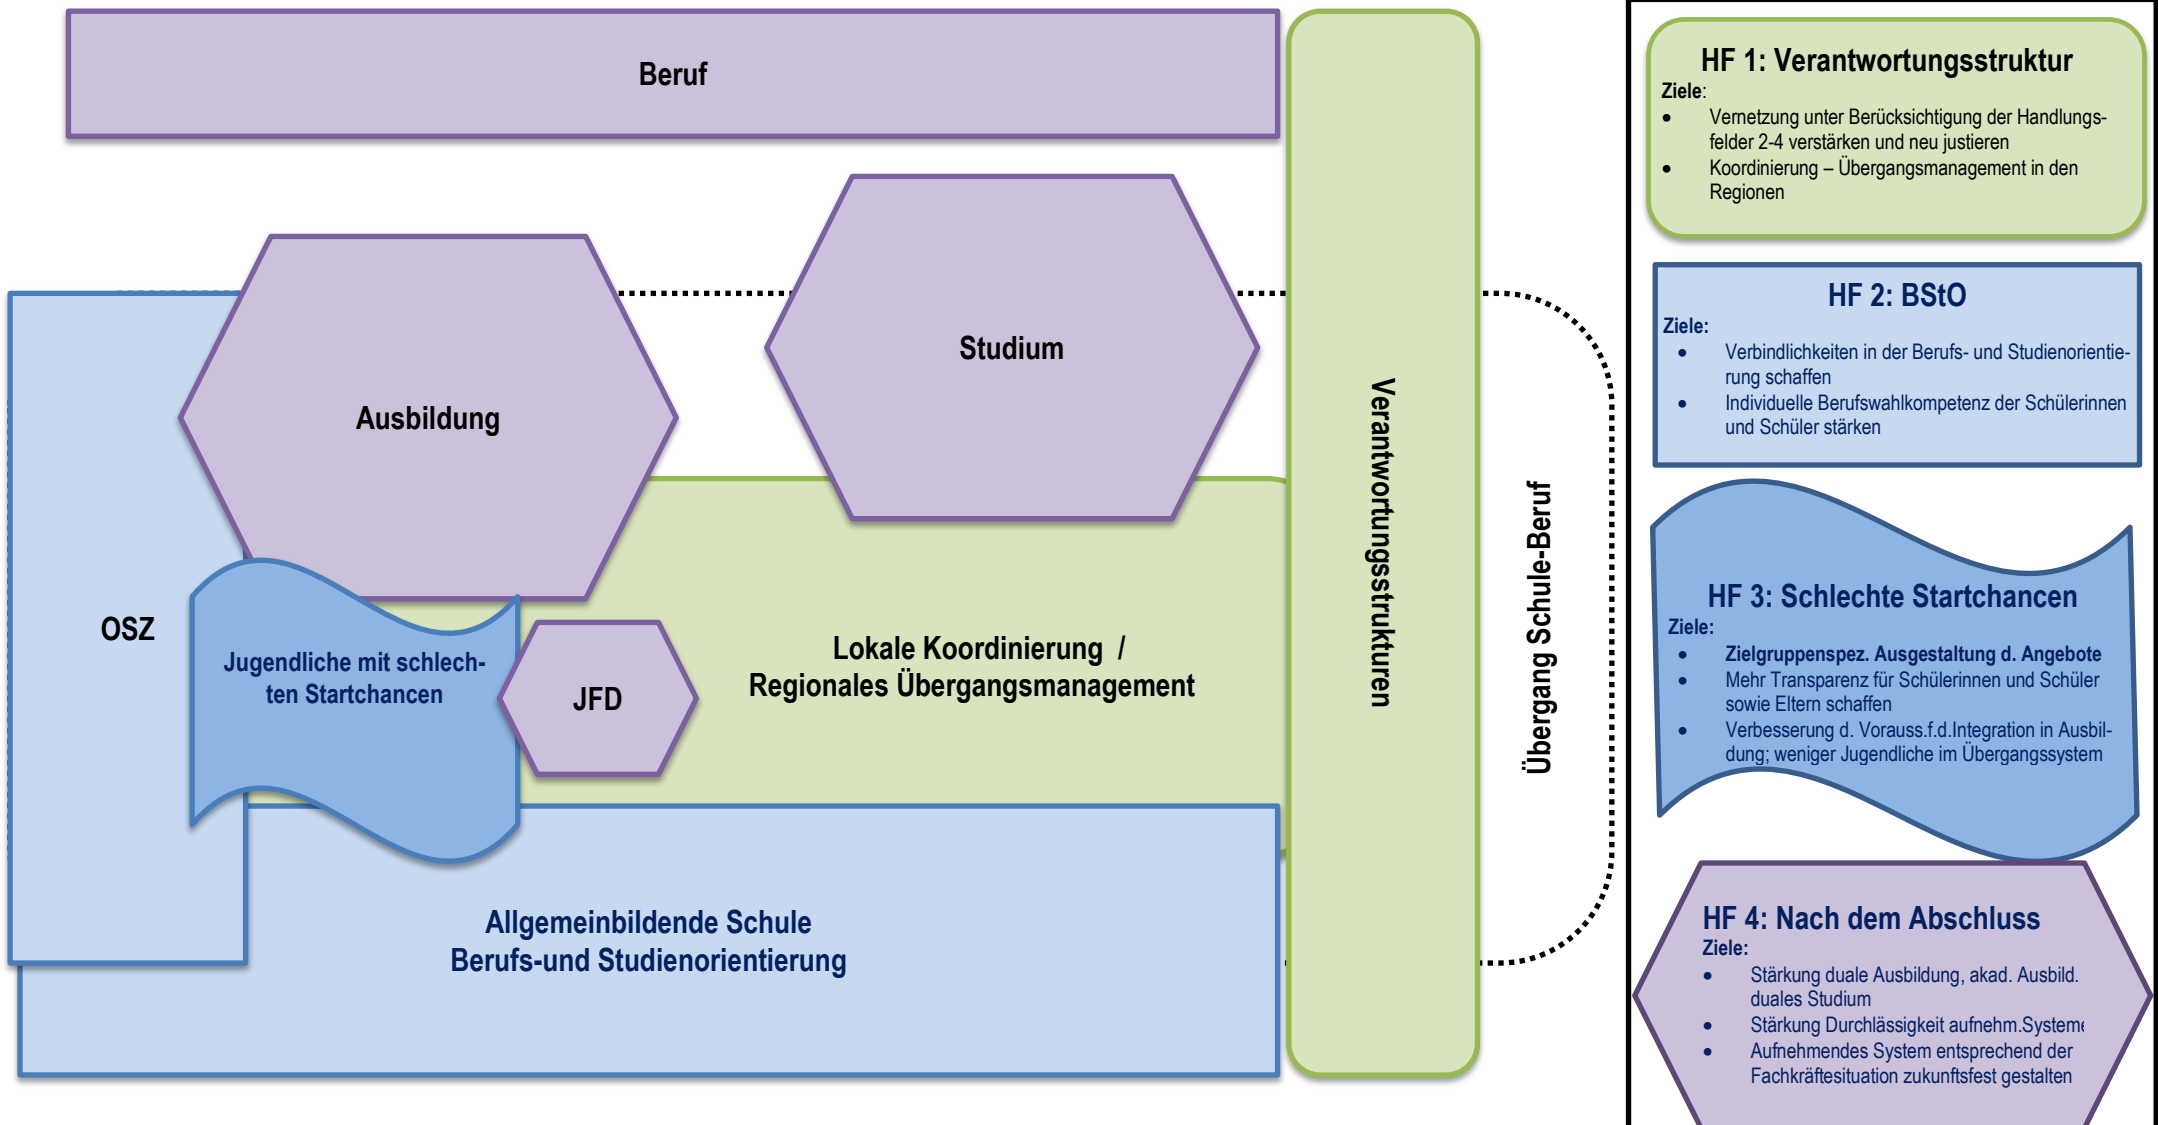 Beruf
Studium
Ausbildung
OSZ
Jugendliche mit schlech-
ten Startchancen
JFD
Lokale Koordinierung /
Regionales Übergangsmanagement
Allgemeinbildende Schule
Berufs-und Studienorientierung
Verantwortungsstrukturen
Übergang Schule-Beruf
HF 1: Verantwortungsstruktur
Ziele:
• Vernetzung unter Berücksichtigung der Handlungs-
felder 2-4 verstärken und neu justieren
• Koordinierung – Übergangsmanagement in den
Regionen
HF 2: BStO
Ziele:
• Verbindlichkeiten in der Berufs- und Studienorientie-
rung schaffen
• Individuelle Berufswahlkompetenz der Schülerinnen
und Schüler stärken
HF 3: Schlechte Startchancen
Ziele:
• Zielgruppenspez. Ausgestaltung d. Angebote
• Mehr Transparenz für Schülerinnen und Schüler
sowie Eltern schaffen
• Verbesserung d. Vorauss.f.d.Integration in Ausbil-
dung; weniger Jugendliche im Übergangssystem
HF 4: Nach dem Abschluss
Ziele:
• Stärkung duale Ausbildung, akad. Ausbild.
duales Studium
• Stärkung Durchlässigkeit aufnehm.Systeme
• Aufnehmendes System entsprechend der
Fachkräftesituation zukunftsfest gestalten